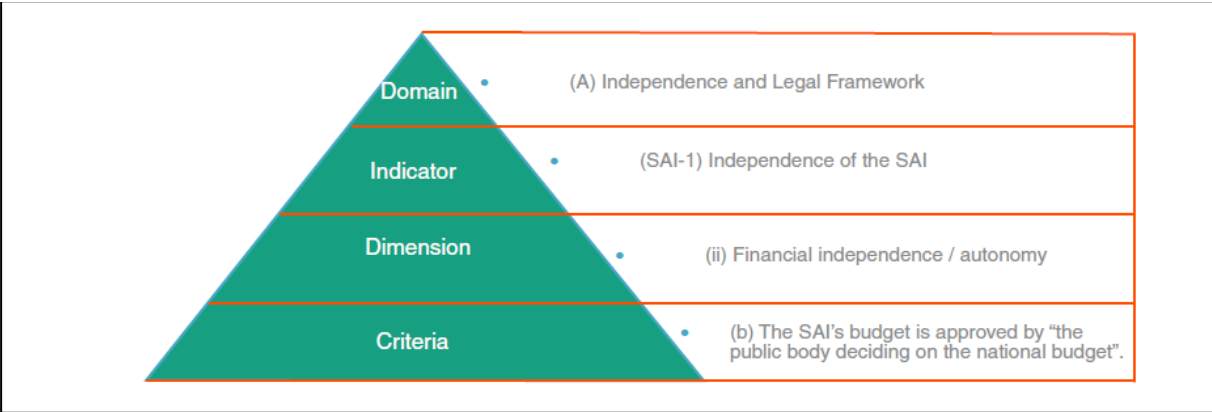 Domain
• (A) Independence and Legal Framework
Indicator
• (SAI-1) Independence of the SAI
Dimension
• (ii) Financial independence / autonomy
Criteria
• (b) The SAI’s budget is approved by “the
public body deciding on the national budget”.